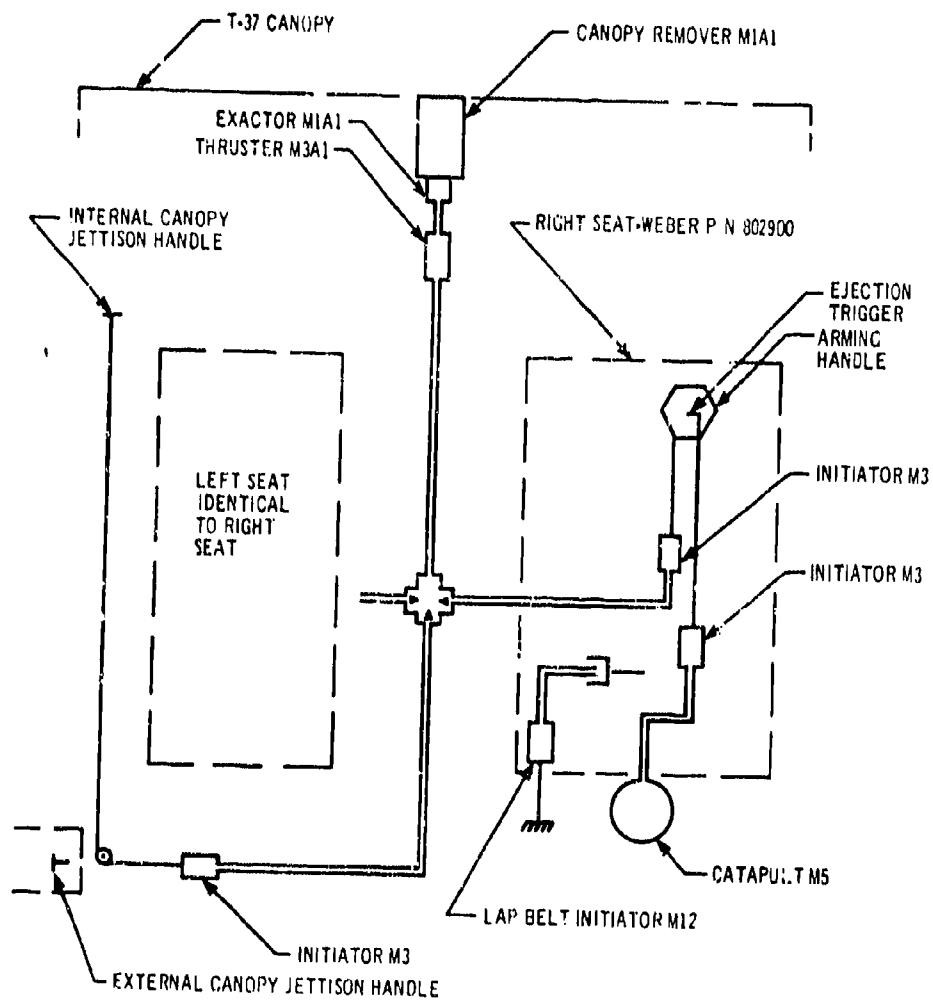 T-37 CANOPY
CANOPY REMOVER M1A1
EXACTOR M1A1
THRUSTER M3A1
INTERNAL CANOPY
JETTISON HANDLE
RIGHT SEAT-WEBER P N 802900
EJECTION
TRIGGER
ARMING
HANDLE
LEFT SEAT
IDENTICAL
TO RIGHT
SEAT
INITIATOR M3
INITIATOR M3
CATAPULT M5
LAP BELT INITIATOR M12
INITIATOR M3
EXTERNAL CANOPY JETTISON HANDLE